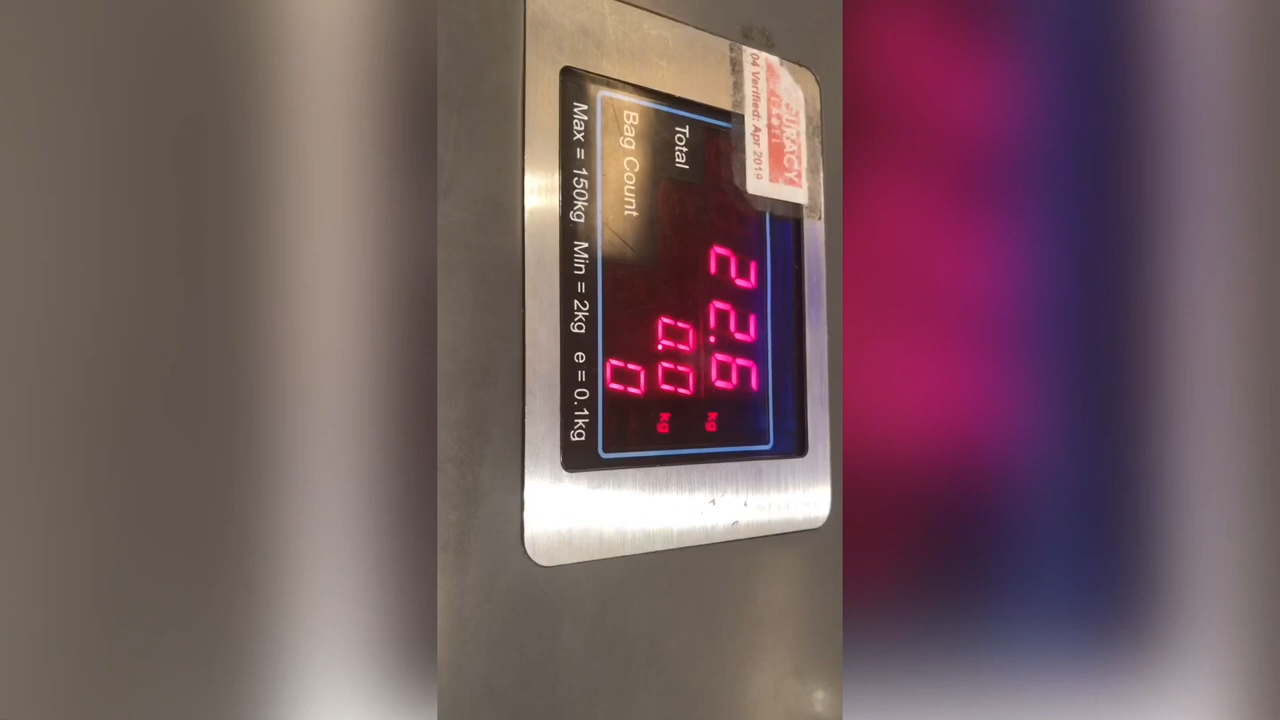 04 Verified: Apr 2019
22.6 kg
Total 0.0 kg
Bag Count 0
Max = 150kg Min = 2kg e = 0.1kg